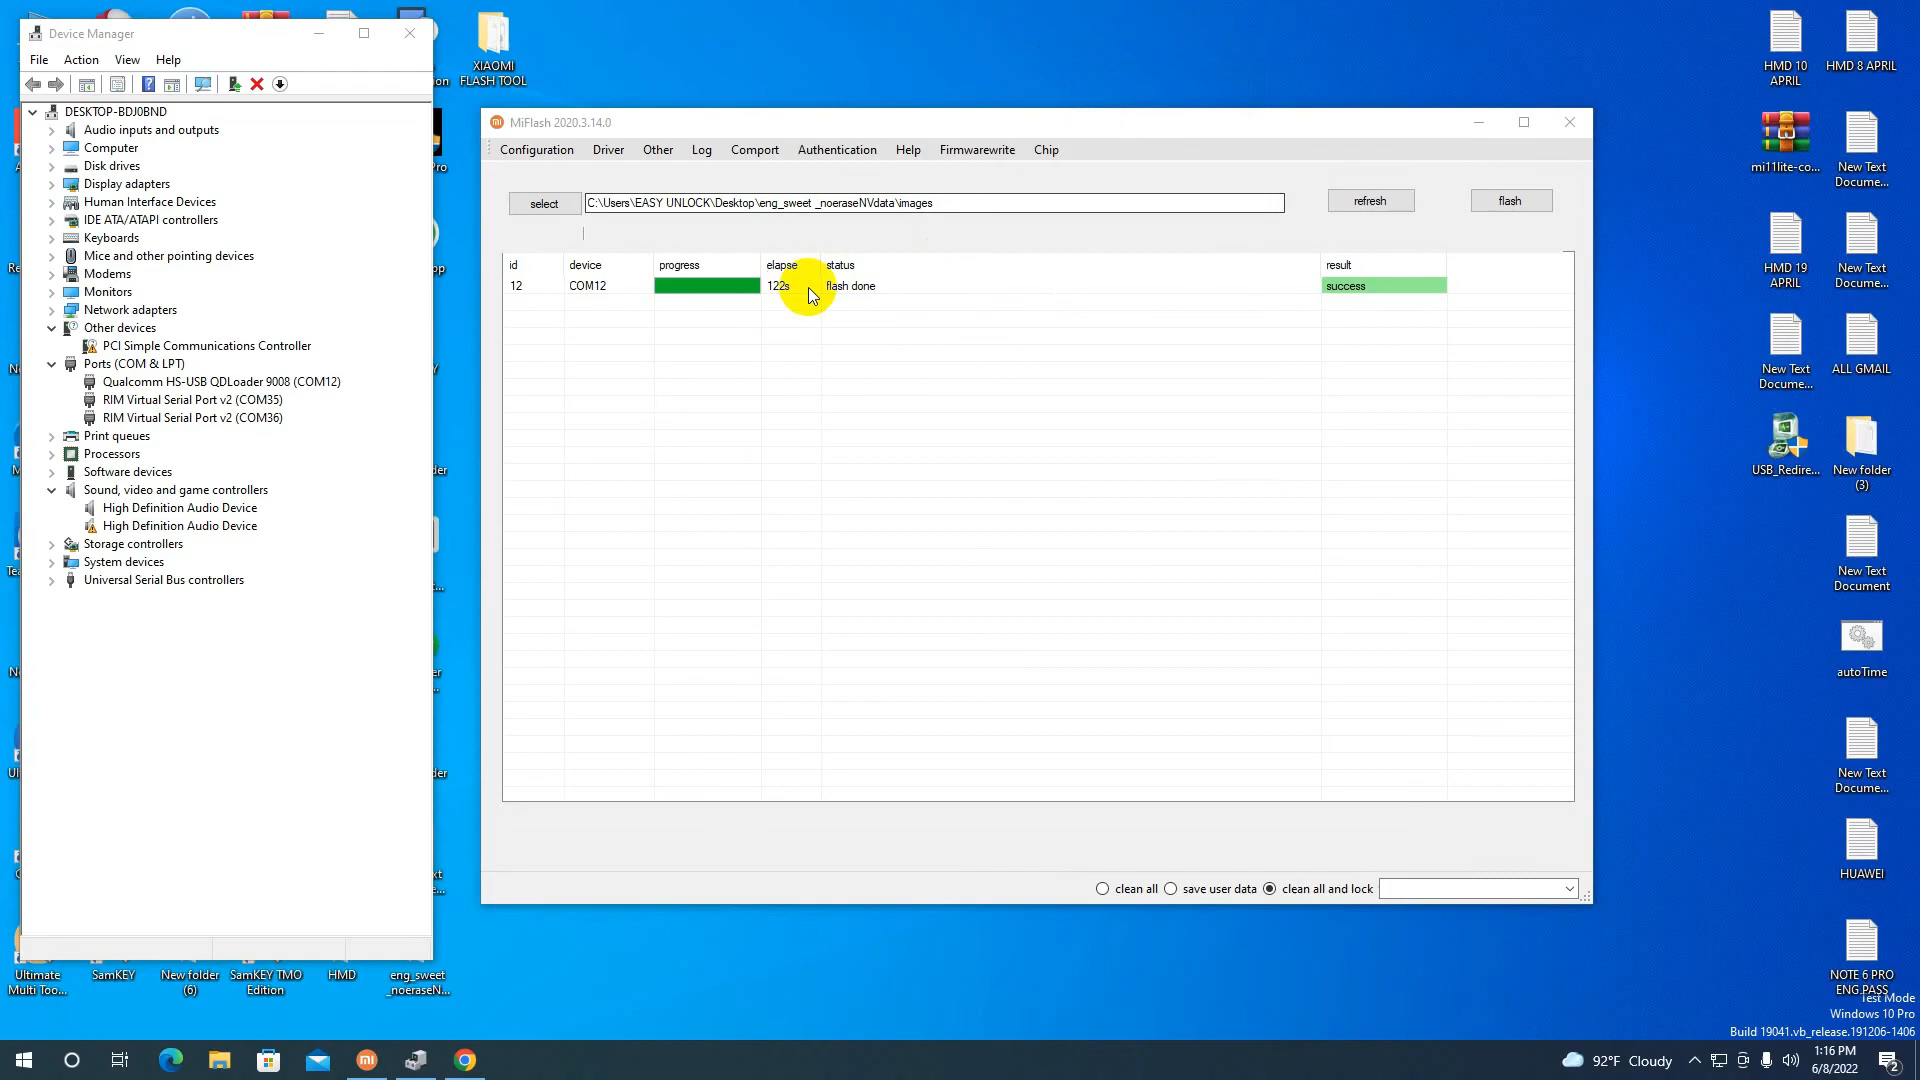 Device Manager
File Action View Help
DESKTOP-BDJ0BND
Audio inputs and outputs
Computer
Disk drives
Display adapters
Human Interface Devices
IDE ATA/ATAPI controllers
Keyboards
Mice and other pointing devices
Modems
Monitors
Network adapters
Other devices
PCI Simple Communications Controller
Ports (COM & LPT)
Qualcomm HS-USB QDLoader 9008 (COM12)
RIM Virtual Serial Port v2 (COM35)
RIM Virtual Serial Port v2 (COM36)
Print queues
Processors
Software devices
Sound, video and game controllers
High Definition Audio Device
High Definition Audio Device
Storage controllers
System devices
Universal Serial Bus controllers
XIAOMI
FLASH TOOL
MiFlash 2020.3.14.0
Configuration Driver Other Log Comport Authentication Help Firmwarewrite Chip
select C:\Users\EASY UNLOCK\Desktop\eng_sweet _noeraseNVdata\images refresh flash
id device progress elapse status result
12 COM12 122s flash done success
clean all save user data clean all and lock
HMD 10
APRIL
HMD 8 APRIL
mi11lite-co...
New Text
Docume...
HMD 19
APRIL
New Text
Docume...
New Text
Docume...
ALL GMAIL
USB_Redire...
New folder
(3)
New Text
Document
autoTime
New Text
Docume...
HUAWEI
NOTE 6 PRO
ENG.PASS
Ultimate
Multi Too...
SamKEY
New folder
(6)
SamKEY TMO
Edition
HMD
eng_sweet
_noeraseN...
Test Mode
Windows 10 Pro
Build 19041.vb_release.191206-1406
92°F Cloudy
1:16 PM
6/8/2022
2